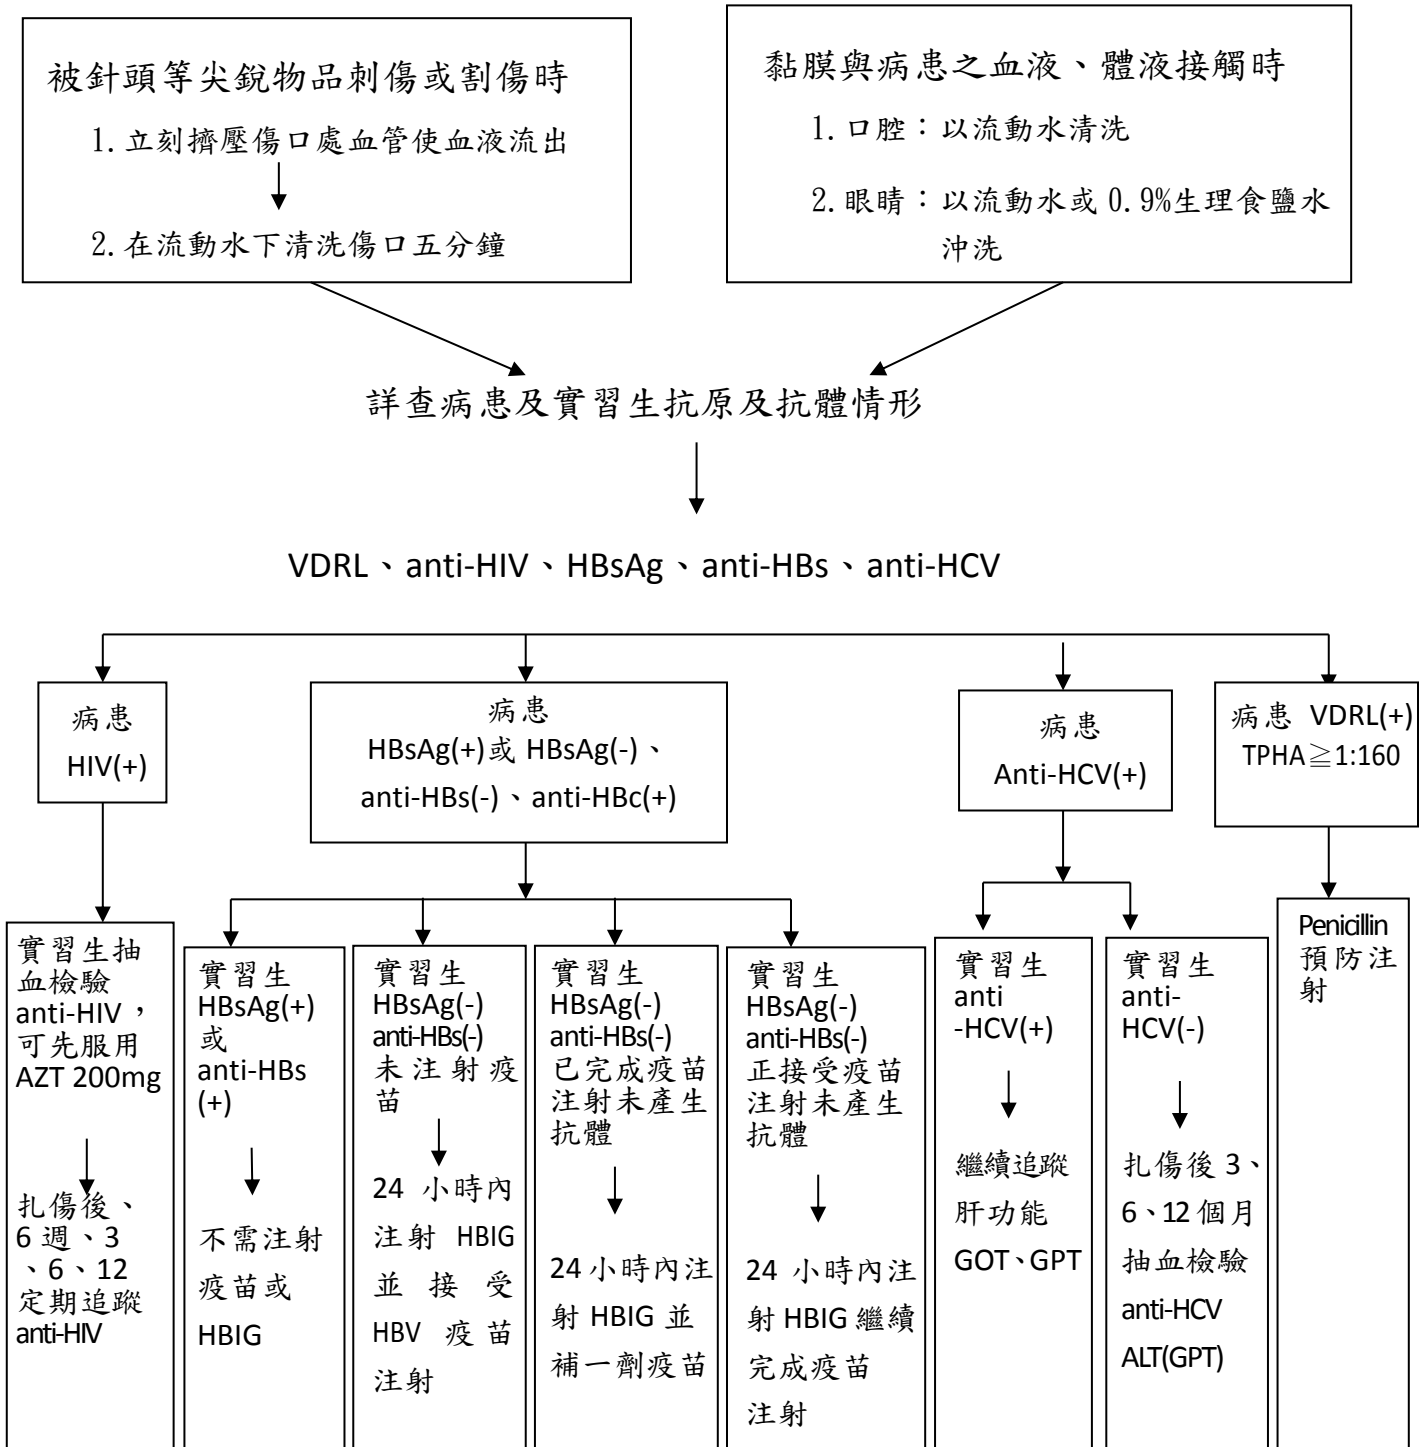 被針頭等尖銳物品刺傷或割傷時
1.立刻擠壓傷口處血管使血液流出
2.在流動水下清洗傷口五分鐘
黏膜與病患之血液、體液接觸時
1.口腔：以流動水清洗
2.眼睛：以流動水或 0.9%生理食鹽水
沖洗
詳查病患及實習生抗原及抗體情形
VDRL、anti-HIV、HBsAg、anti-HBs、anti-HCV
病患
HIV(+)
病患
HBsAg(+)或 HBsAg(-)、
anti-HBs(-)、anti-HBc(+)
病患
Anti-HCV(+)
病患 VDRL(+)
TPHA≧1:160
實習生抽
血檢驗
anti-HIV，
可先服用
AZT 200mg
扎傷後、
6 週、3
、6、12
定期追蹤
anti-HIV
實習生
HBsAg(+)
或
anti-HBs
(+)
不需注射
疫苗或
HBIG
實習生
HBsAg(-)
anti-HBs(-)
未注射疫
苗
24 小時內
注射 HBIG
並接受
HBV 疫苗
注射
實習生
HBsAg(-)
anti-HBs(-)
已完成疫苗
注射未產生
抗體
24 小時內注
射 HBIG 並
補一劑疫苗
實習生
HBsAg(-)
anti-HBs(-)
正接受疫苗
注射未產生
抗體
24 小時內注
射 HBIG 繼續
完成疫苗
注射
實習生
anti
-HCV(+)
繼續追蹤
肝功能
GOT、GPT
實習生
anti-
HCV(-)
扎傷後 3、
6、12 個月
抽血檢驗
anti-HCV
ALT(GPT)
Penicillin
預防注
射